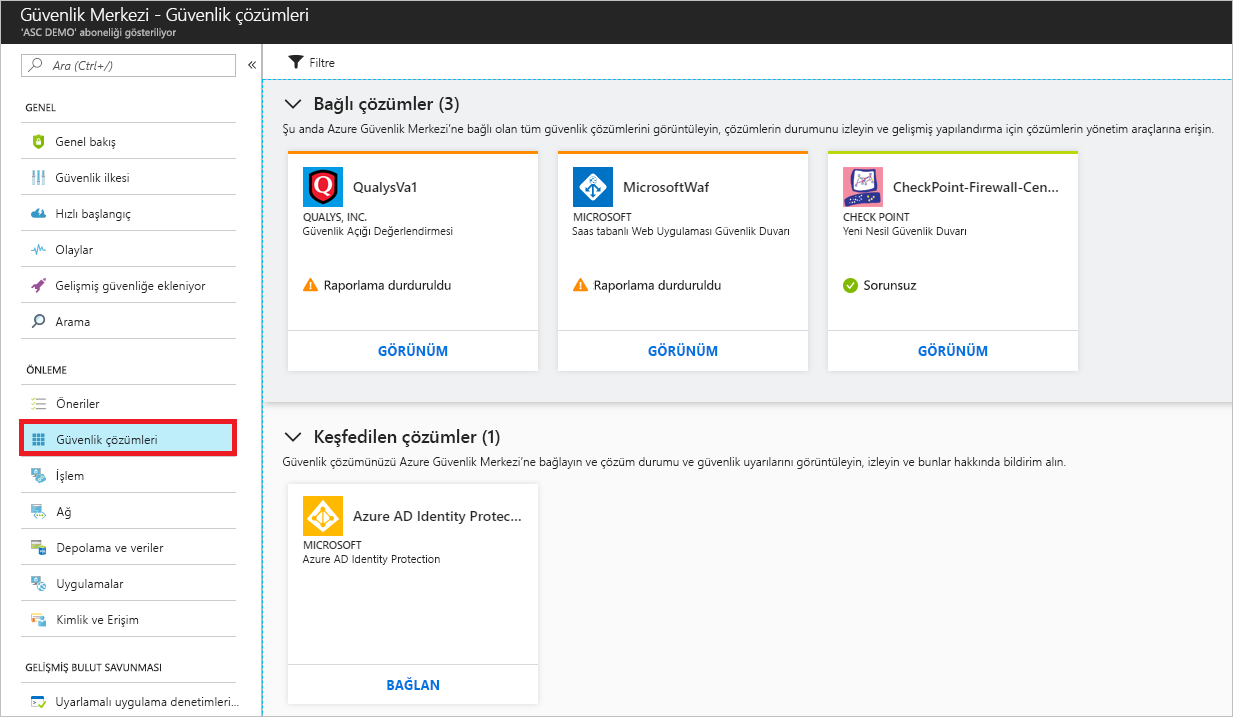 Güvenlik Merkezi - Güvenlik çözümleri
'ASC DEMO' aboneliği gösteriliyor
Ara (Ctrl+/)
«
GENEL
Genel bakış
Güvenlik ilkesi
Hızlı başlangıç
Olaylar
Gelişmiş güvenliğe ekleniyor
Arama
ÖNLEME
Öneriler
Güvenlik çözümleri
İşlem
Ağ
Depolama ve veriler
Uygulamalar
Kimlik ve Erişim
GELİŞMİŞ BULUT SAVUNMASI
Uyarlamalı uygulama denetimleri...
Filtre
Bağlı çözümler (3)
Şu anda Azure Güvenlik Merkezi'ne bağlı olan tüm güvenlik çözümlerini görüntüleyin, çözümlerin durumunu izleyin ve gelişmiş yapılandırma için çözümlerin yönetim araçlarına erişin.
QualysVa1
QUALYS, INC.
Güvenlik Açığı Değerlendirmesi
Raporlama durduruldu
GÖRÜNÜM
MicrosoftWaf
MICROSOFT
Saas tabanlı Web Uygulaması Güvenlik Duvarı
Raporlama durduruldu
GÖRÜNÜM
CheckPoint-Firewall-Cen...
CHECK POINT
Yeni Nesil Güvenlik Duvarı
Sorunsuz
GÖRÜNÜM
Keşfedilen çözümler (1)
Güvenlik çözümünüzü Azure Güvenlik Merkezi'ne bağlayın ve çözüm durumu ve güvenlik uyarılarını görüntüleyin, izleyin ve bunlar hakkında bildirim alın.
Azure AD Identity Protec...
MICROSOFT
Azure AD Identity Protection
BAĞLAN